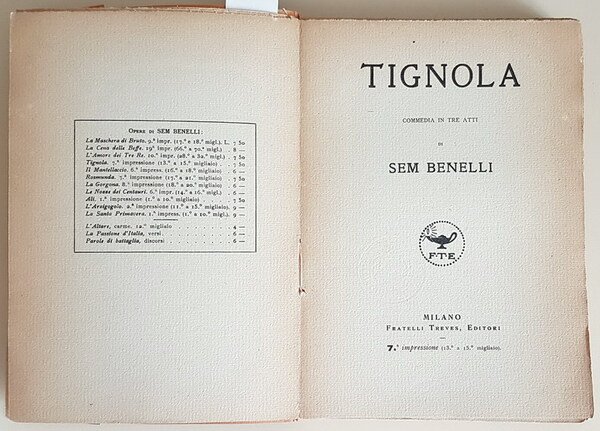 OPERE DI SEM BENELLI:
La Maschera di Bruto. 9.ª impr. (17.º e 18.º migl.). L. 7 50
La Cena delle Beffe. 19.ª impr. (66.º a 70.º migl.) 8 —
L'Amore dei Tre Re. 10.ª impr. (28.º a 32.º migl.) 7 50
Tignola. 7.ª impressione (13.º a 15.º migliaio) . . 7 50
Il Mantellaccio. 6.ª impress. (16.º a 18.º migliaio) . 6 —
Rosmunda. 7.ª impressione (17.º a 21.º migliaio) . 7 50
La Gorgona. 8.ª impressione (18.º a 20.º migliaio) . 6 —
Le Nozze dei Centauri. 6.ª impr. (14.º a 16.º migl.) . 6 —
Ali. 1.ª impressione (1.º a 10.º migliaio) . . . 7 50
L'Arzigogolo. 2.ª impressione (11.º a 15.º migliaio). 9 —
La Santa Primavera. 1.ª impress. (1.º a 10.º migl.) . 9 —
L'Altare, carme. 12.º migliaio . . . . 4 —
La Passione d'Italia, versi . . . . 6 —
Parole di battaglia, discorsi . . . . 6 —
TIGNOLA
COMMEDIA IN TRE ATTI
DI
SEM BENELLI
F.T.E
MILANO
FRATELLI TREVES, EDITORI
7.ª impressione (13.º a 15.º migliaio).